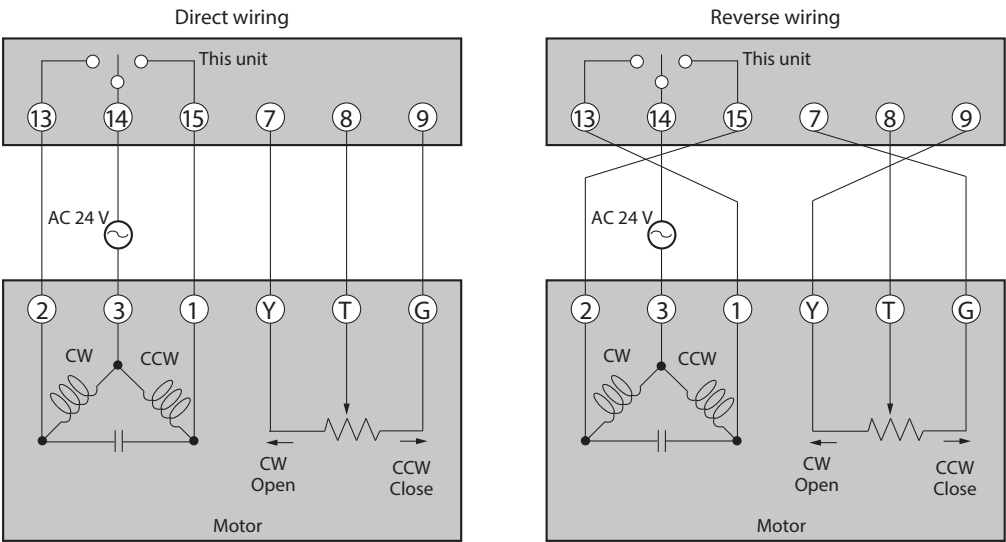 Direct wiring
This unit
13 14 15 7 8 9
AC 24 V
2 3 1 Y T G
CW CCW
CW
Open
CCW
Close
Motor
Reverse wiring
This unit
13 14 15 7 8 9
AC 24 V
2 3 1 Y T G
CW CCW
CW
Open
CCW
Close
Motor